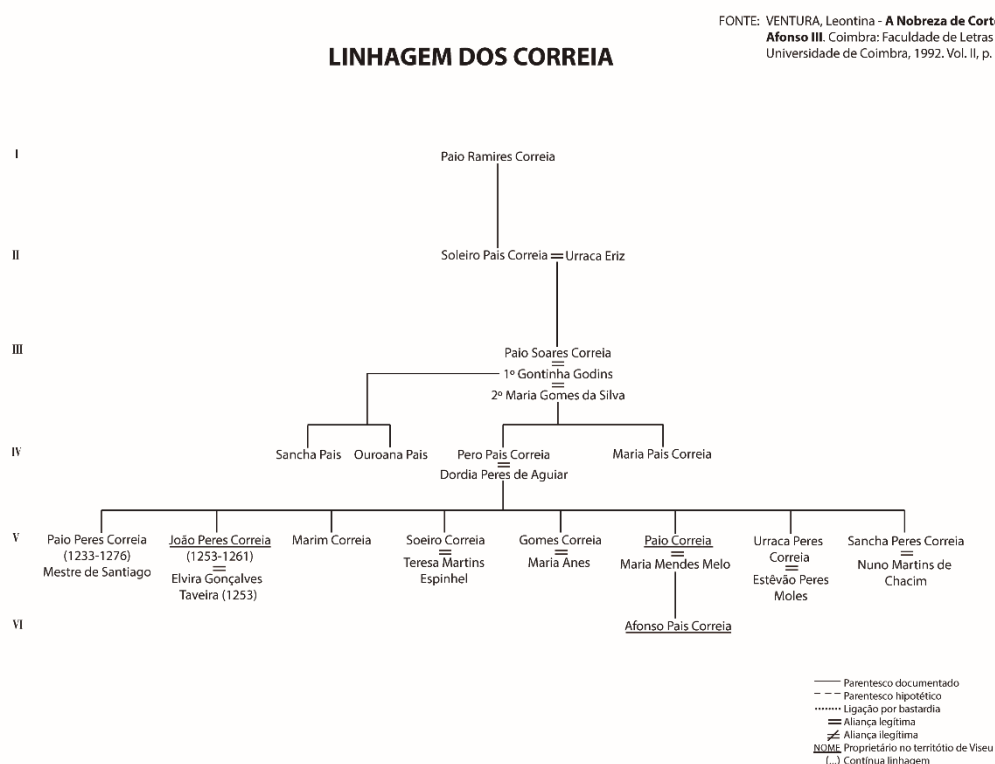 FONTE: VENTURA, Leontina - A Nobreza de Corte
Afonso III. Coimbra: Faculdade de Letras
Universidade de Coimbra, 1992. Vol. II, p.
LINHAGEM DOS CORREIA
I
Paio Ramires Correia
II
Soleiro Pais Correia = Urraca Eriz
III
Paio Soares Correia
=
1º Gontinha Godins
=
2º Maria Gomes da Silva
IV
Sancha Pais Ouroana Pais Pero Pais Correia Maria Pais Correia
=
Dordia Peres de Aguiar
V
Paio Peres Correia
(1233-1276)
Mestre de Santiago
João Peres Correia
(1253-1261)
=
Elvira Gonçalves
Taveira (1253)
Marim Correia
Soeiro Correia
=
Teresa Martins
Espinhel
Gomes Correia
=
Maria Anes
Paio Correia
=
Maria Mendes Melo
Urraca Peres
Correia
=
Estêvão Peres
Moles
Sancha Peres Correia
=
Nuno Martins de
Chacim
VI
Afonso Pais Correia
Parentesco documentado
Parentesco hipotético
Ligação por bastardia
= Aliança legítima
≠ Aliança ilegítima
NOME Proprietário no territótio de Viseu
(...) Contínua linhagem